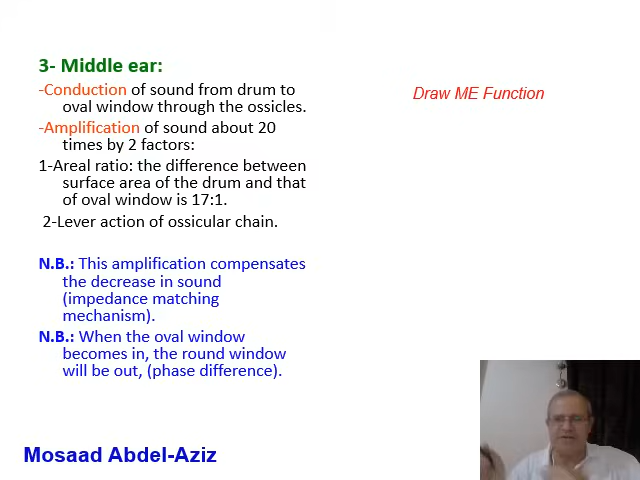 3- Middle ear:
-Conduction of sound from drum to
oval window through the ossicles.
-Amplification of sound about 20
times by 2 factors:
1-Areal ratio: the difference between
surface area of the drum and that
of oval window is 17:1.
2-Lever action of ossicular chain.
N.B.: This amplification compensates
the decrease in sound
(impedance matching
mechanism).
N.B.: When the oval window
becomes in, the round window
will be out, (phase difference).
Draw ME Function
Mosaad Abdel-Aziz